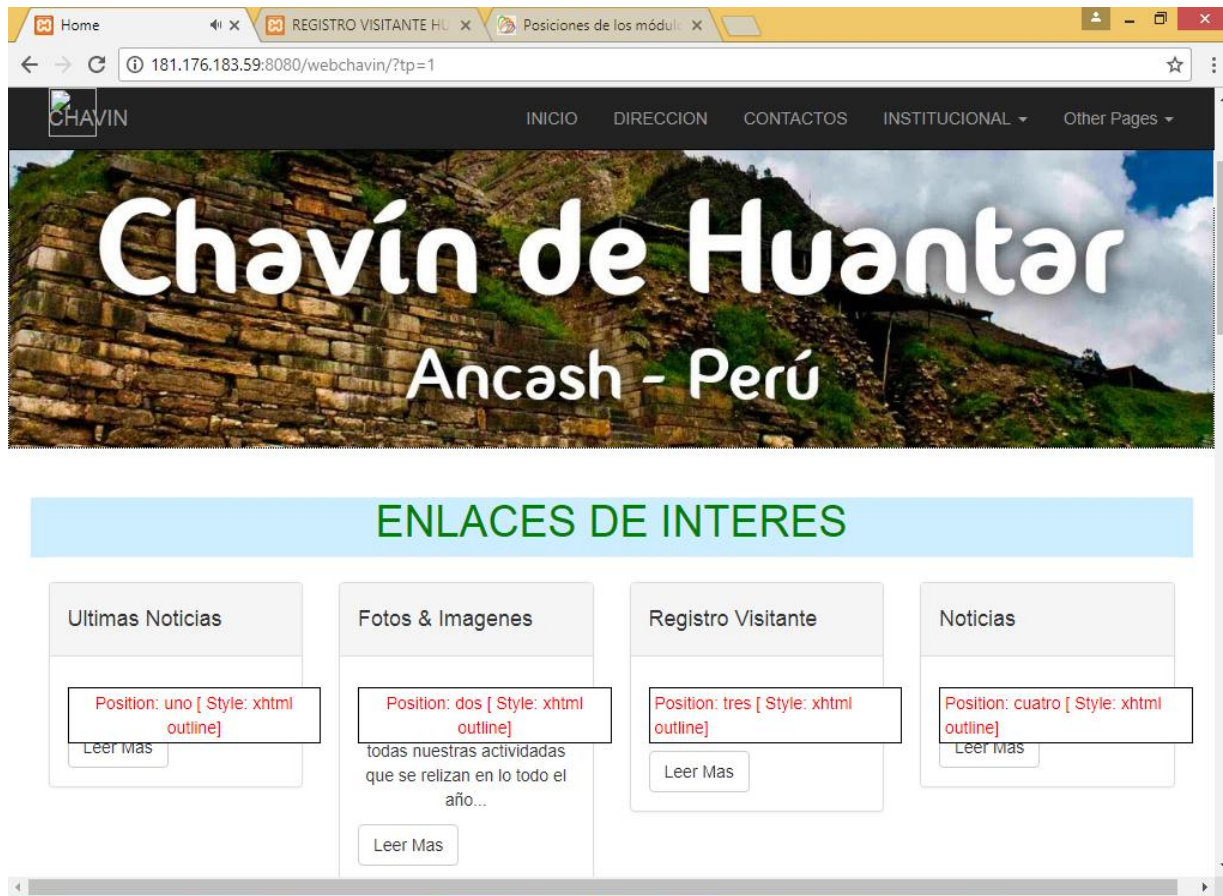 Home
REGISTRO VISITANTE HU
Posiciones de los módulo
181.176.183.59:8080/webchavin/?tp=1
CHAVIN
INICIO DIRECCION CONTACTOS INSTITUCIONAL Other Pages
Chavín de Huantar
Ancash - Perú
ENLACES DE INTERES
Ultimas Noticias
Position: uno [ Style: xhtml
outline]
Leer Mas
Fotos & Imagenes
Position: dos [ Style: xhtml
outline]
todas nuestras actividadas
que se relizan en lo todo el
año...
Leer Mas
Registro Visitante
Position: tres [ Style: xhtml
outline]
Leer Mas
Noticias
Position: cuatro [ Style: xhtml
outline]
Leer Mas